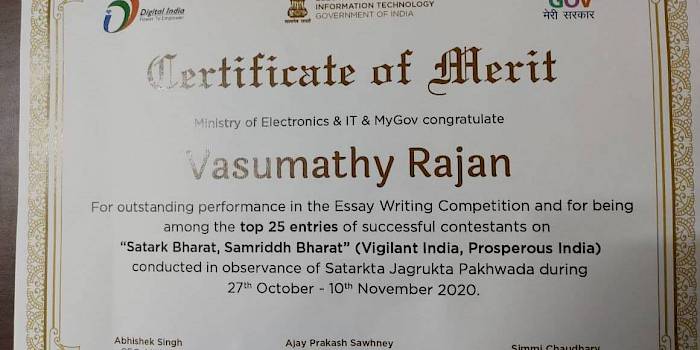 Digital India
Power To Empower
INFORMATION TECHNOLOGY
GOVERNMENT OF INDIA
GOV
मेरी सरकार
Certificate of Merit
Ministry of Electronics & IT & MyGov congratulate
Vasumathy Rajan
For outstanding performance in the Essay Writing Competition and for being
among the top 25 entries of successful contestants on
“Satark Bharat, Samriddh Bharat” (Vigilant India, Prosperous India)
conducted in observance of Satarkta Jagrukta Pakhwada during
27th October - 10th November 2020.
Abhishek Singh
Ajay Prakash Sawhney
Simmi Chaudhary